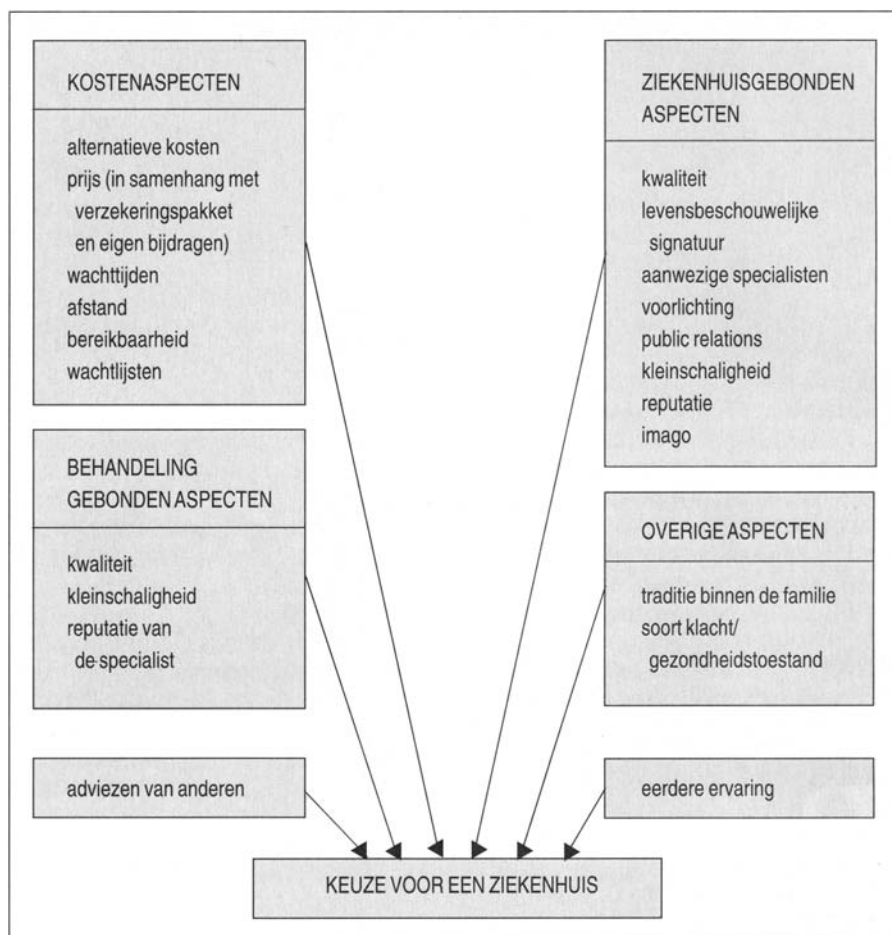 KOSTENASPECTEN
alternatieve kosten
prijs (in samenhang met
verzekeringspakket
en eigen bijdragen)
wachttijden
afstand
bereikbaarheid
wachtlijsten
ZIEKENHUISGEBONDEN
ASPECTEN
kwaliteit
levensbeschouwelijke
signatuur
aanwezige specialisten
voorlichting
public relations
kleinschaligheid
reputatie
imago
BEHANDELING
GEBONDEN ASPECTEN
kwaliteit
kleinschaligheid
reputatie van
de specialist
OVERIGE ASPECTEN
traditie binnen de familie
soort klacht/
gezondheidstoestand
adviezen van anderen
eerdere ervaring
KEUZE VOOR EEN ZIEKENHUIS